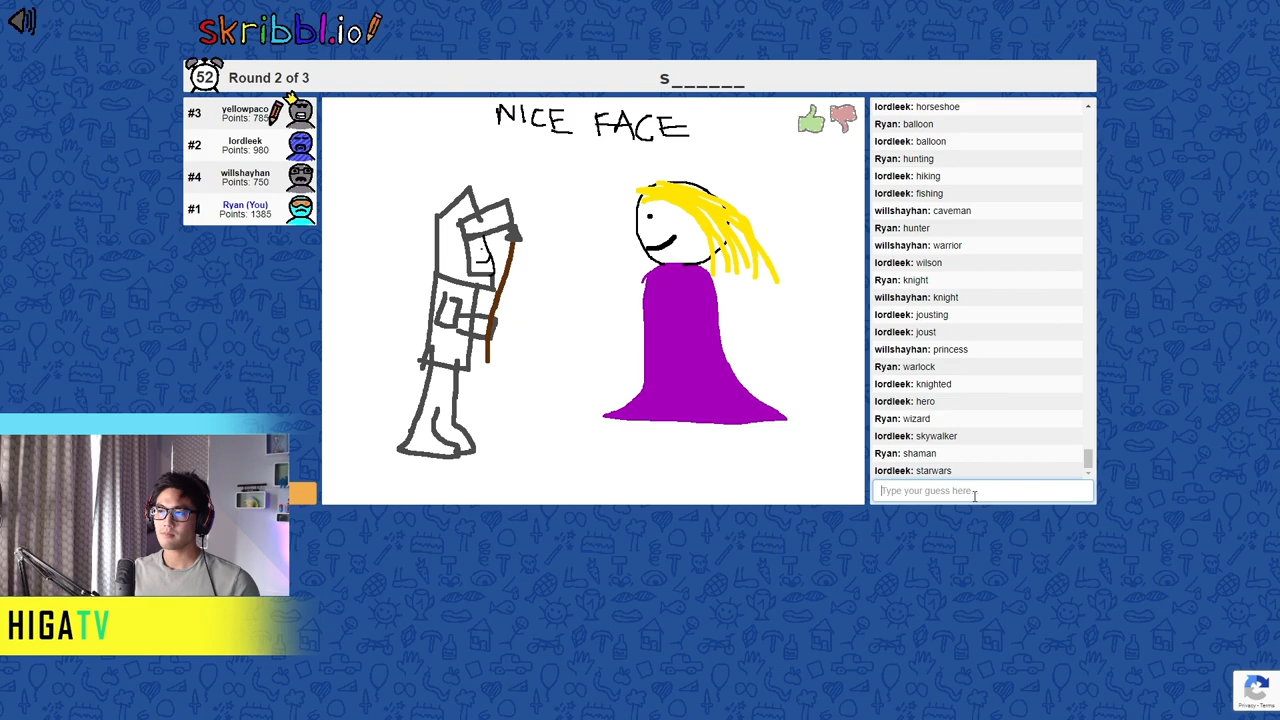 skribbl.io
52
Round 2 of 3
S______
#3
yellowpaco
Points: 785
#2
lordleek
Points: 980
#4
willshayhan
Points: 750
#1
Ryan (You)
Points: 1385
NICE FACE
lordleek: horseshoe
Ryan: balloon
lordleek: balloon
Ryan: hunting
lordleek: hiking
lordleek: fishing
willshayhan: caveman
Ryan: hunter
willshayhan: warrior
lordleek: wilson
Ryan: knight
willshayhan: knight
lordleek: jousting
lordleek: joust
willshayhan: princess
Ryan: warlock
lordleek: knighted
lordleek: hero
Ryan: wizard
lordleek: skywalker
Ryan: shaman
lordleek: starwars
Type your guess here...
HIGATV
Privacy - Terms